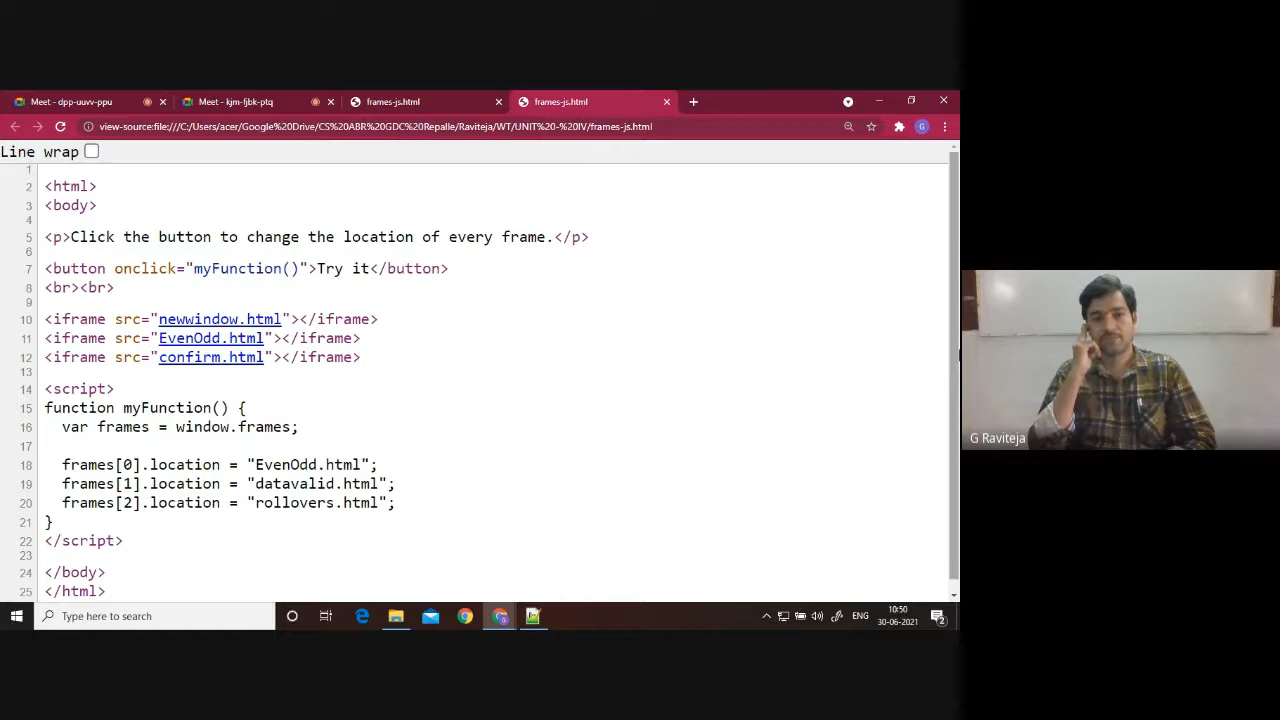 Meet - dpp-uuvv-ppu
Meet - kjm-fjbk-ptq
frames-js.html
frames-js.html
view-source:file:///C:/Users/acer/Google%20Drive/CS%20ABR%20GDC%20Repalle/Raviteja/WT/UNIT%20-%20IV/frames-js.html
G
Line wrap
1
2 <html>
3 <body>
4
5 <p>Click the button to change the location of every frame.</p>
6
7 <button onclick="myFunction()">Try it</button>
8 <br><br>
9
10 <iframe src="newwindow.html"></iframe>
11 <iframe src="EvenOdd.html"></iframe>
12 <iframe src="confirm.html"></iframe>
13
14 <script>
15 function myFunction() {
16 var frames = window.frames;
17
18 frames[0].location = "EvenOdd.html";
19 frames[1].location = "datavalid.html";
20 frames[2].location = "rollovers.html";
21 }
22 </script>
23
24 </body>
25 </html>
G Raviteja
Type here to search
ENG
10:50
30-06-2021
2